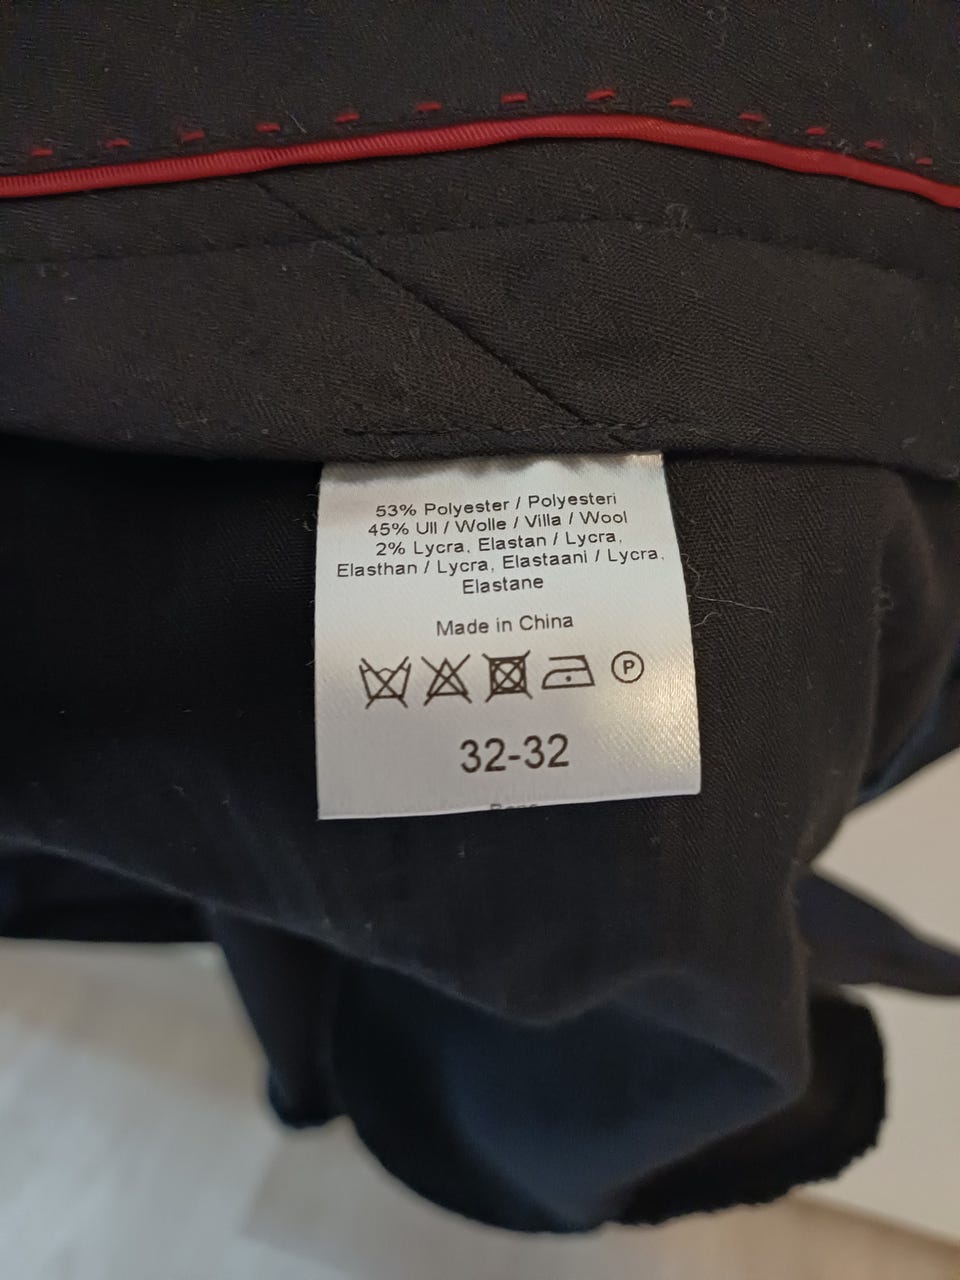 53% Polyester / Polyesteri
45% Ull / Wolle / Villa / Wool
2% Lycra, Elastan / Lycra,
Elasthan / Lycra, Elastaani / Lycra,
Elastane
Made in China
P
32-32